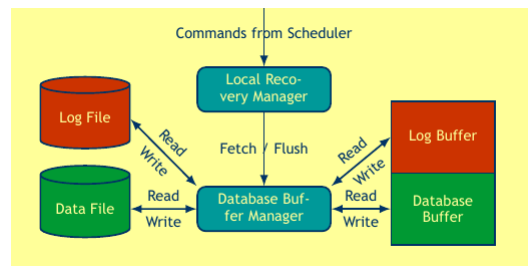 Commands from Scheduler
Local Reco-
very Manager
Log File
Read
Write
Fetch / Flush
Read
Write
Log Buffer
Data File
Read
Write
Database Buf-
fer Manager
Read
Write
Database
Buffer